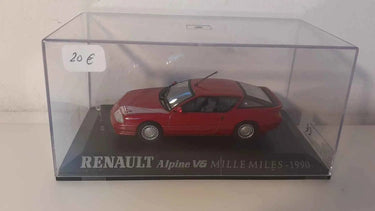 20 €
RENAULT Alpine V6 MILLE MILES - 1990